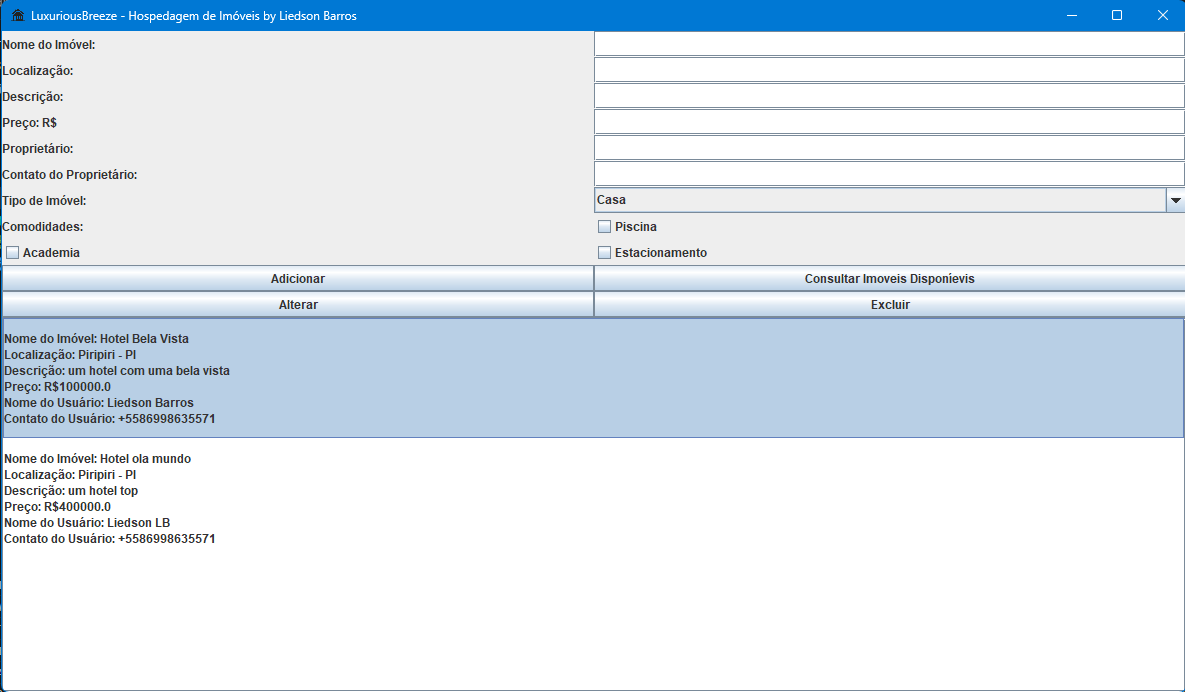 LuxuriousBreeze - Hospedagem de Imóveis by Liedson Barros
Nome do Imóvel:
Localização:
Descrição:
Preço: R$
Proprietário:
Contato do Proprietário:
Tipo de Imóvel: Casa
Comodidades: Piscina
Academia Estacionamento
Adicionar Consultar Imoveis Disponíevis
Alterar Excluir
Nome do Imóvel: Hotel Bela Vista
Localização: Piripiri - PI
Descrição: um hotel com uma bela vista
Preço: R$100000.0
Nome do Usuário: Liedson Barros
Contato do Usuário: +5586998635571
Nome do Imóvel: Hotel ola mundo
Localização: Piripiri - PI
Descrição: um hotel top
Preço: R$400000.0
Nome do Usuário: Liedson LB
Contato do Usuário: +5586998635571